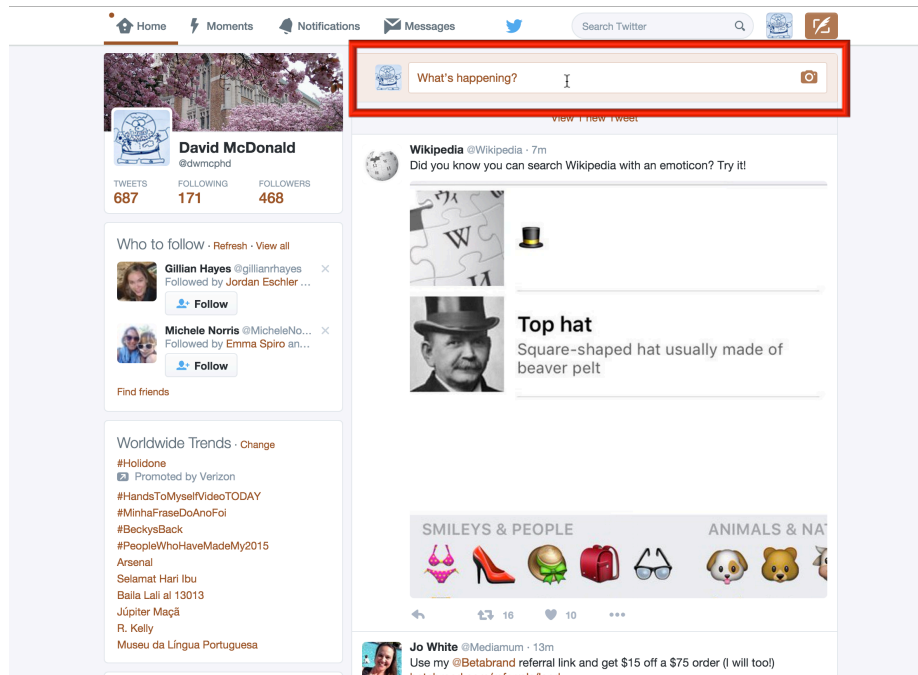 Home
Moments
Notifications
Messages
Search Twitter
What's happening?
View 1 new Tweet
David McDonald
@dwmcphd
TWEETS FOLLOWING FOLLOWERS
687 171 468
Who to follow · Refresh · View all
Gillian Hayes @gillianrhayes
Followed by Jordan Eschler ...
Follow
Michele Norris @MicheleNo...
Followed by Emma Spiro an...
Follow
Find friends
Worldwide Trends · Change
#Holidone
Promoted by Verizon
#HandsToMyselfVideoTODAY
#MinhaFraseDoAnoFoi
#BeckysBack
#PeopleWhoHaveMadeMy2015
Arsenal
Selamat Hari Ibu
Baila Lali al 13013
Júpiter Maçã
R. Kelly
Museu da Língua Portuguesa
Wikipedia @Wikipedia · 7m
Did you know you can search Wikipedia with an emoticon? Try it!
W
И
Top hat
Square-shaped hat usually made of
beaver pelt
SMILEYS & PEOPLE
ANIMALS & NAT
16
10
Jo White @Mediamum · 13m
Use my @Betabrand referral link and get $15 off a $75 order (I will too!)